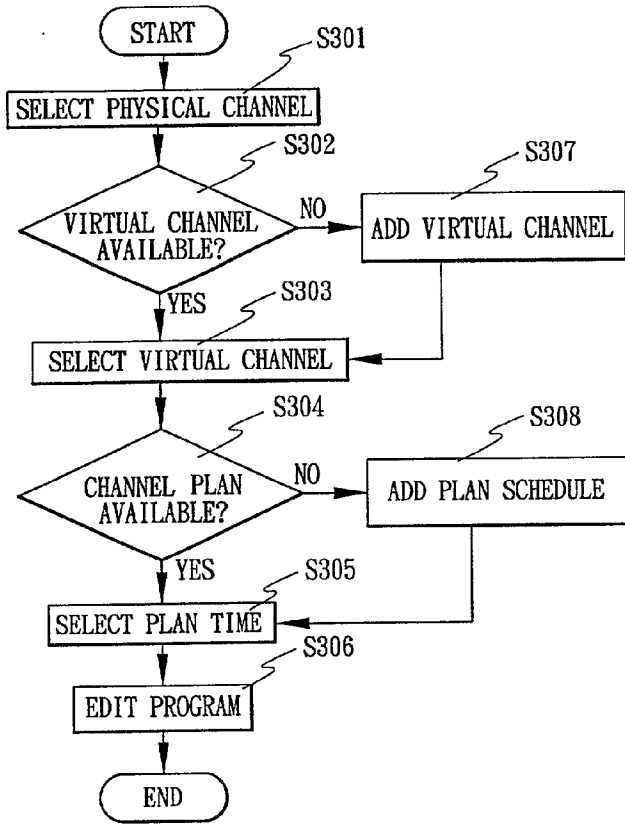 START
S301
SELECT PHYSICAL CHANNEL
S302
VIRTUAL CHANNEL
AVAILABLE?
NO
S307
ADD VIRTUAL CHANNEL
YES
S303
SELECT VIRTUAL CHANNEL
S304
CHANNEL PLAN
AVAILABLE?
NO
S308
ADD PLAN SCHEDULE
YES
S305
SELECT PLAN TIME
S306
EDIT PROGRAM
END